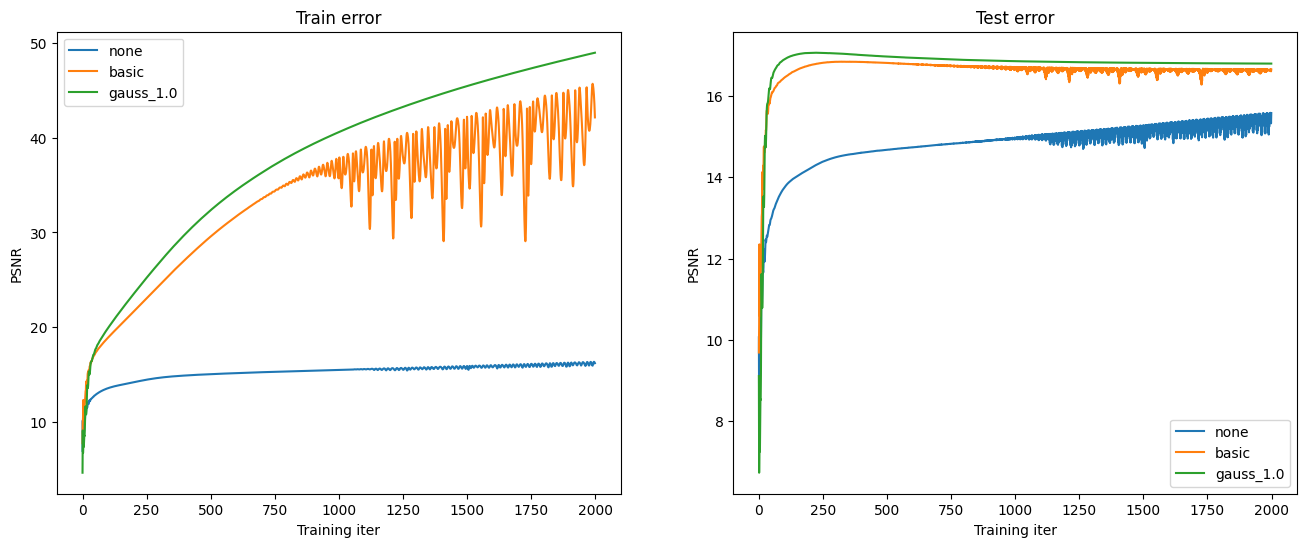 Train error
PSNR
50
40
30
20
10
none
basic
gauss_1.0
0 250 500 750 1000 1250 1500 1750 2000
Training iter
Test error
PSNR
16
14
12
10
8
none
basic
gauss_1.0
0 250 500 750 1000 1250 1500 1750 2000
Training iter